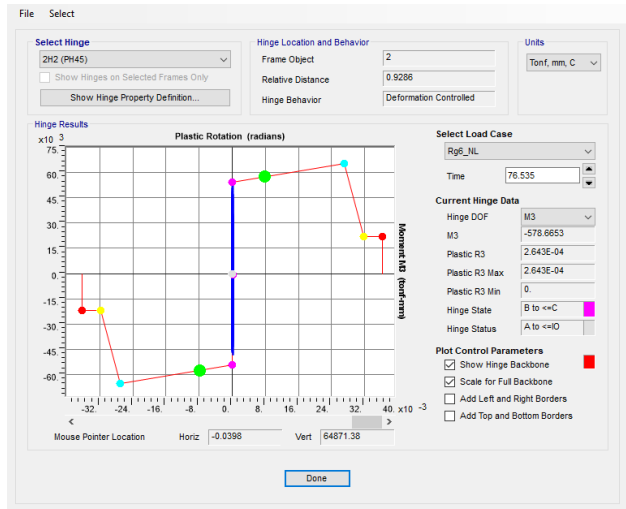 File Select
Select Hinge
2H2 (PH45)
Show Hinges on Selected Frames Only
Show Hinge Property Definition...
Hinge Location and Behavior
Frame Object 2
Relative Distance 0.9286
Hinge Behavior Deformation Controlled
Units
Tonf, mm, C
Hinge Results
x10 3
Plastic Rotation (radians)
75.
60.
45.
30.
15.
0.
-15.
-30.
-45.
-60.
Moment M3 (tonf-mm)
-32. -24. -16. -8. 0. 8. 16. 24. 32. 40. x10 -3
Mouse Pointer Location Horiz -0.0398 Vert 64871.38
Select Load Case
Rg6_NL
Time 76.535
Current Hinge Data
Hinge DOF M3
M3 -578.6653
Plastic R3 2.643E-04
Plastic R3 Max 2.643E-04
Plastic R3 Min 0.
Hinge State B to <=C
Hinge Status A to <=IO
Plot Control Parameters
Show Hinge Backbone
Scale for Full Backbone
Add Left and Right Borders
Add Top and Bottom Borders
Done